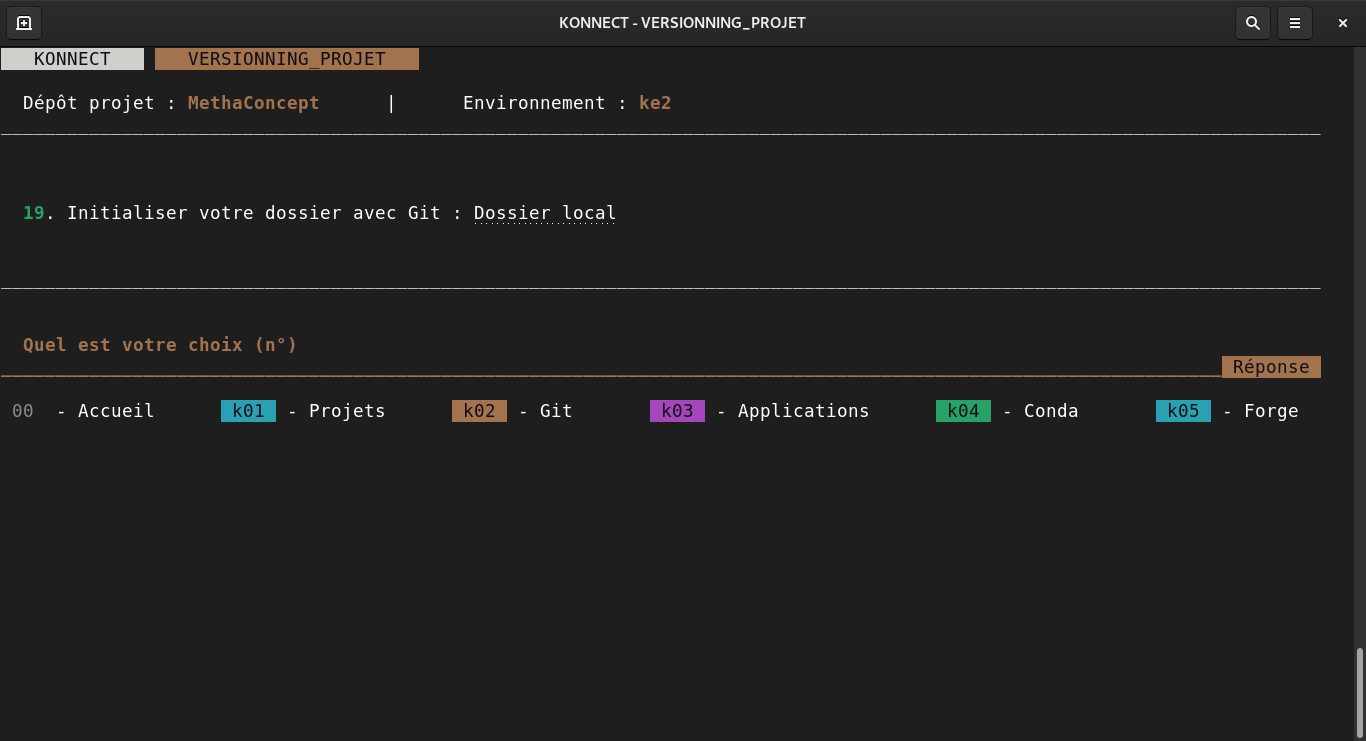 KONNECT - VERSIONNING_PROJET
KONNECT VERSIONNING_PROJET
Dépôt projet : MethaConcept | Environnement : ke2
19. Initialiser votre dossier avec Git : Dossier local
Quel est votre choix (n°)
Réponse
00 - Accueil k01 - Projets k02 - Git k03 - Applications k04 - Conda k05 - Forge